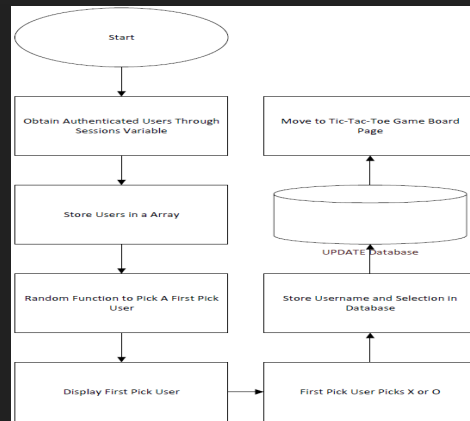 Start
Obtain Authenticated Users Through
Sessions Variable
Store Users in a Array
Random Function to Pick A First Pick
User
Display First Pick User
First Pick User Picks X or O
Store Username and Selection in
Database
UPDATE Database
Move to Tic-Tac-Toe Game Board
Page